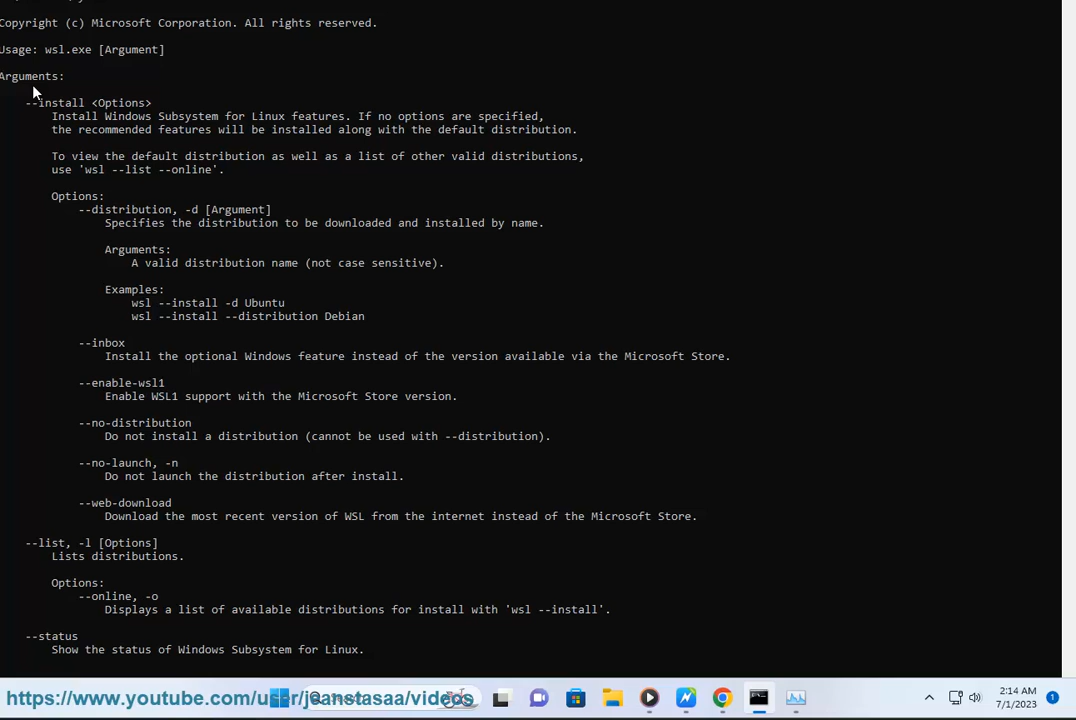 Copyright (c) Microsoft Corporation. All rights reserved.
Usage: wsl.exe [Argument]
Arguments:
--install <Options>
Install Windows Subsystem for Linux features. If no options are specified,
the recommended features will be installed along with the default distribution.
To view the default distribution as well as a list of other valid distributions,
use 'wsl --list --online'.
Options:
--distribution, -d [Argument]
Specifies the distribution to be downloaded and installed by name.
Arguments:
A valid distribution name (not case sensitive).
Examples:
wsl --install -d Ubuntu
wsl --install --distribution Debian
--inbox
Install the optional Windows feature instead of the version available via the Microsoft Store.
--enable-wsl1
Enable WSL1 support with the Microsoft Store version.
--no-distribution
Do not install a distribution (cannot be used with --distribution).
--no-launch, -n
Do not launch the distribution after install.
--web-download
Download the most recent version of WSL from the internet instead of the Microsoft Store.
--list, -l [Options]
Lists distributions.
Options:
--online, -o
Displays a list of available distributions for install with 'wsl --install'.
--status
Show the status of Windows Subsystem for Linux.
https://www.youtube.com/user/joanstasaa/videos
2:14 AM
7/1/2023
1